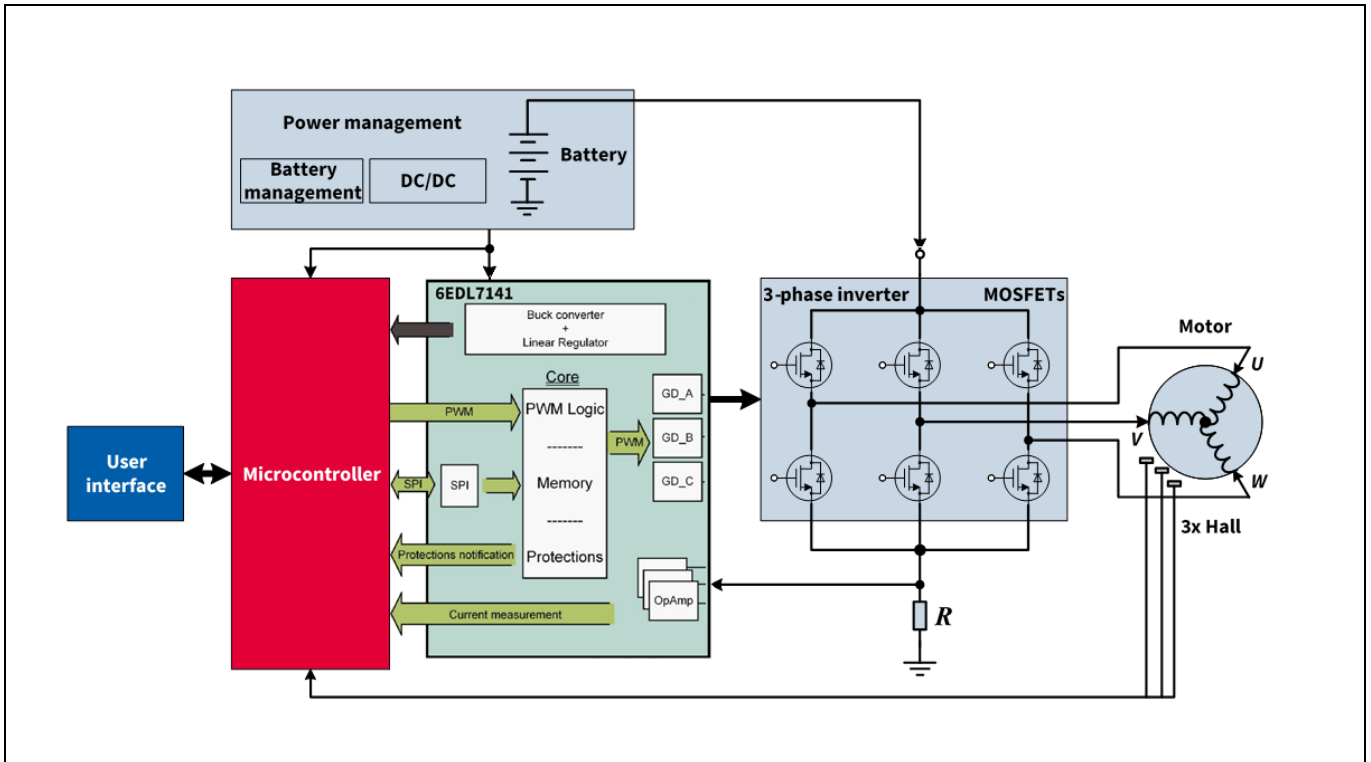 Power management
Battery
management
DC/DC
Battery
6EDL7141
Buck converter
+
Linear Regulator
Core
PWM Logic
-------
Memory
-------
Protections
PWM
SPI
SPI
Protections notification
Current measurement
PWM
GD_A
GD_B
GD_C
OpAmp
User
interface
Microcontroller
3-phase inverter
MOSFETs
Motor
U
V
W
3x Hall
R